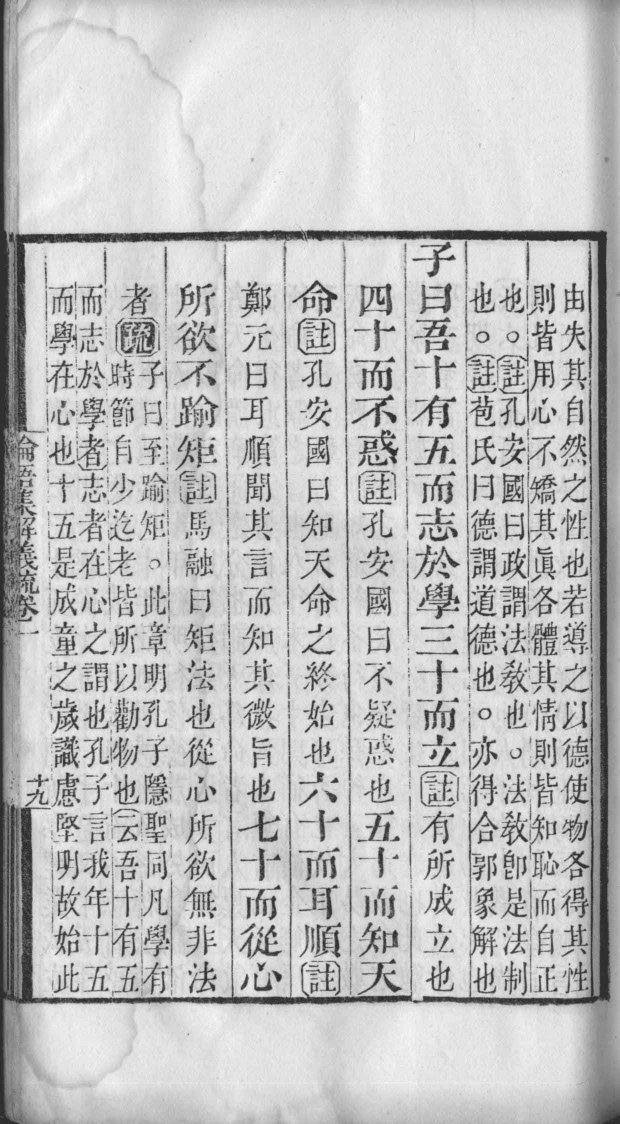 由失其自然之性也若導之以德使物各得其性
則皆用心不矯其眞各體其情則皆知恥而自正
也。註孔安國曰政謂法敎也。法敎卽是法制
也。註苞氏曰德謂道德也。亦得合郭象解也
子曰吾十有五而志於學三十而立註有所成立也
四十而不惑註孔安國曰不疑惑也五十而知天
命註孔安國曰知天命之終始也六十而耳順註
鄭元曰耳順聞其言而知其微旨也七十而從心
所欲不踰矩註馬融曰矩法也從心所欲無非法
者疏子曰至踰矩。此章明孔子隱聖同凡學有
時節自少迄老皆所以勸物也云吾十有五
而志於學者志者在心之謂也孔子言我年十五
而學在心也十五是成童之歲識慮堅明故始此
論語集解義疏卷一
十九